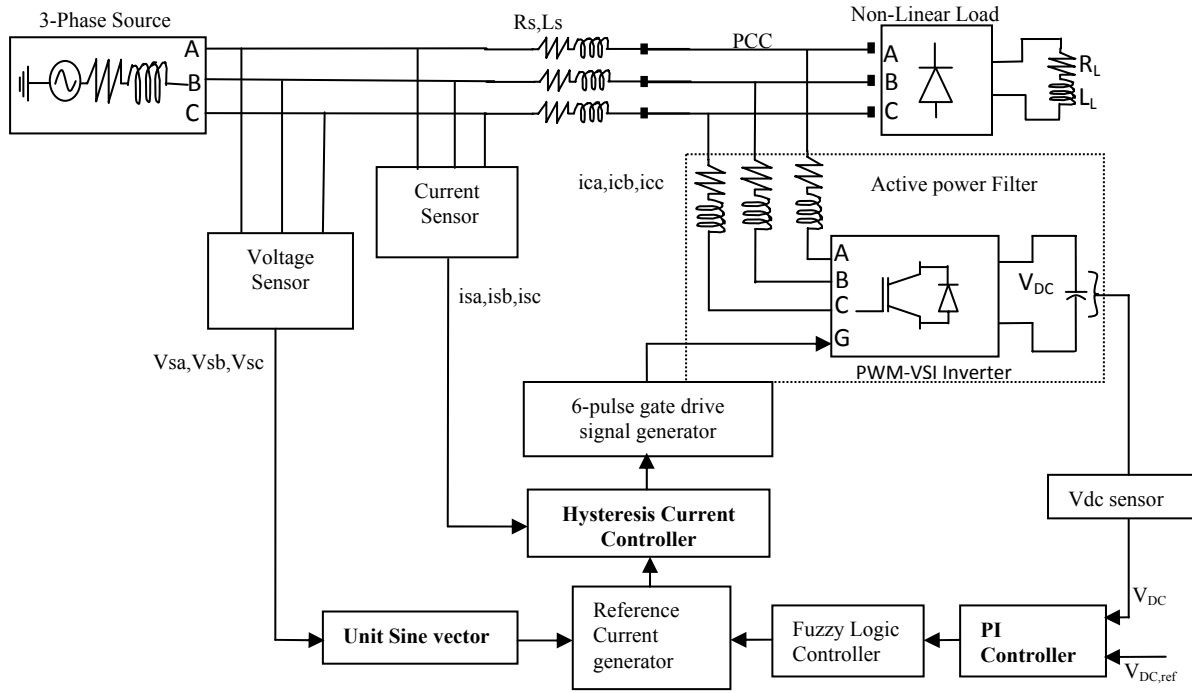 3-Phase Source
A
B
C
Rs,Ls
PCC
Non-Linear Load
A
B
C
RL
LL
Current
Sensor
Voltage
Sensor
ica,icb,icc
Active power Filter
A
B
C
G
VDC
PWM-VSI Inverter
isa,isb,isc
Vsa,Vsb,Vsc
6-pulse gate drive
signal generator
Hysteresis Current
Controller
Vdc sensor
Unit Sine vector
Reference
Current
generator
Fuzzy Logic
Controller
PI
Controller
VDC
VDC,ref